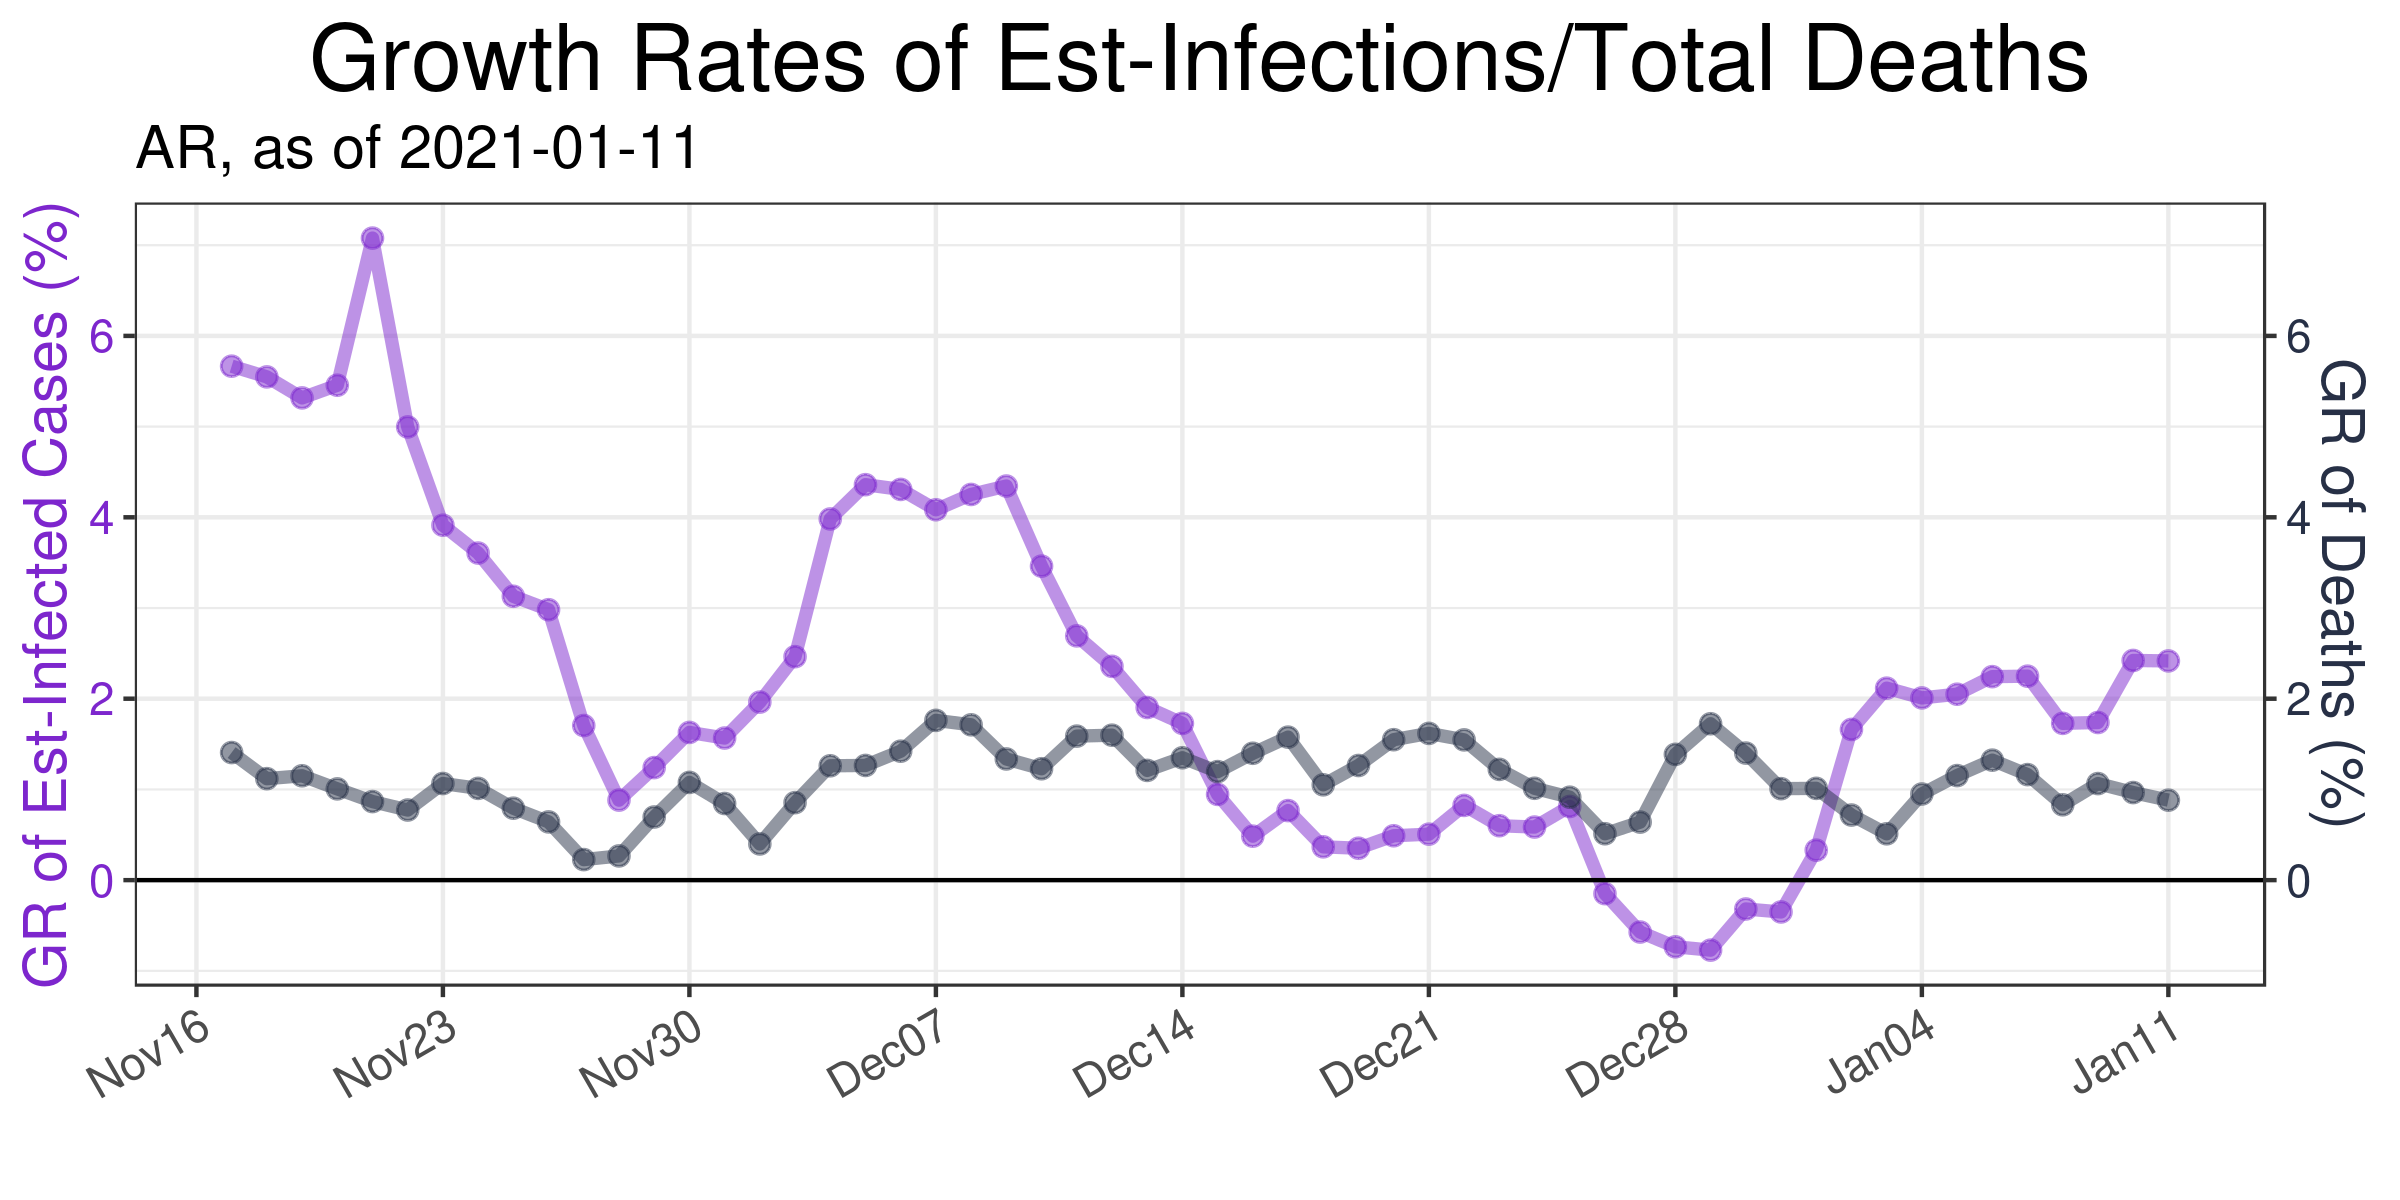 Growth Rates of Est-Infections/Total Deaths
AR, as of 2021-01-11
GR of Est-Infected Cases (%)
6
4
2
0
6
4
2
0
GR of Deaths (%)
Nov16
Nov23
Nov30
Dec07
Dec14
Dec21
Dec28
Jan04
Jan11